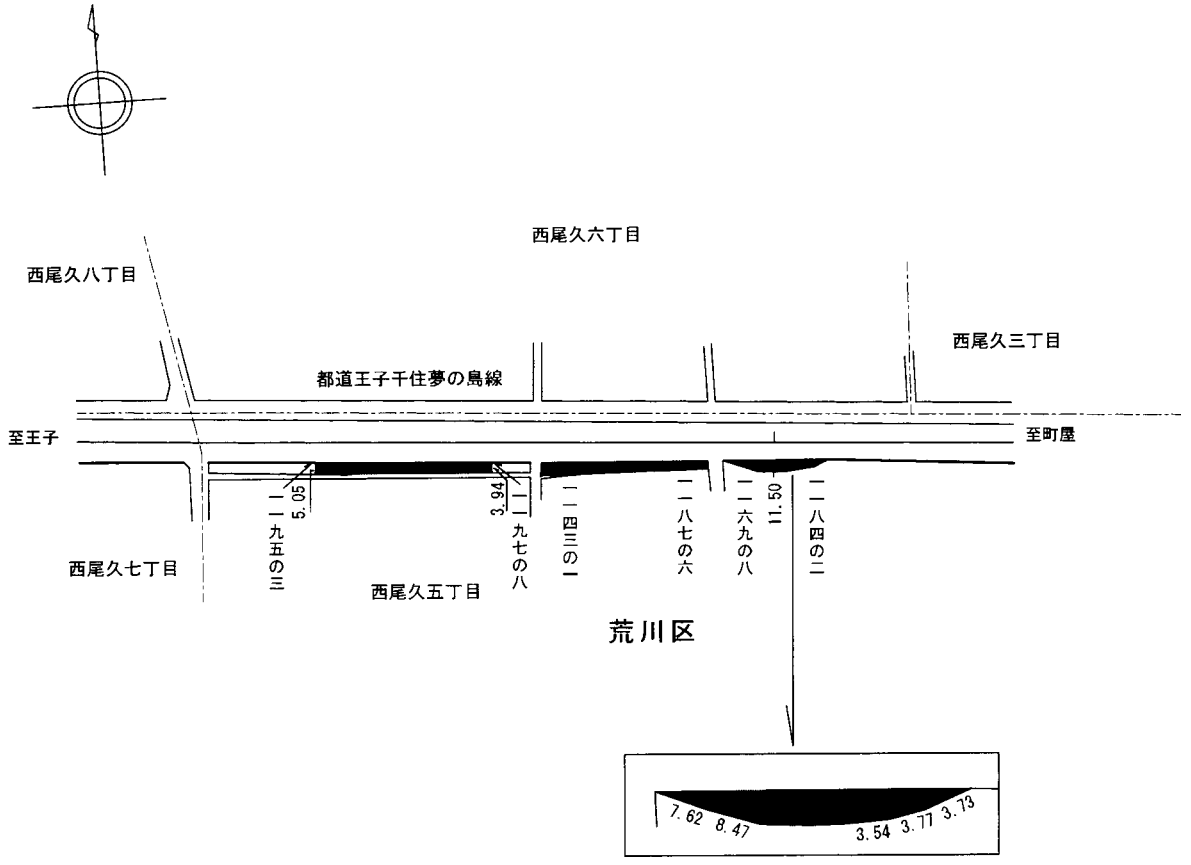 西尾久六丁目
西尾久八丁目
西尾久三丁目
都道王子千住夢の島線
至王子
至町屋
一一九五の三
5.05
3.94
一一九七の八
一一四三の一
一一八七の六
一一六九の八
11.50
一一八四の二
西尾久七丁目
西尾久五丁目
荒川区
7.62 8.47 3.54 3.77 3.73